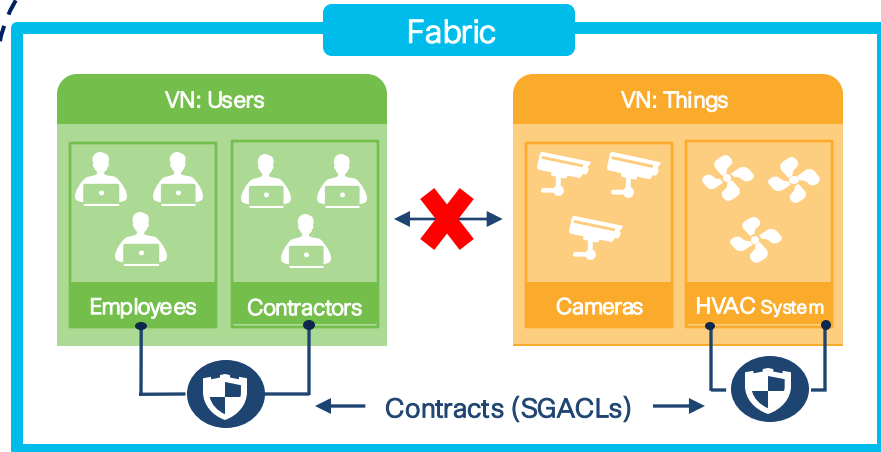 Fabric
VN: Users
VN: Things
Employees
Contractors
Cameras
HVAC System
Contracts (SGACLs)